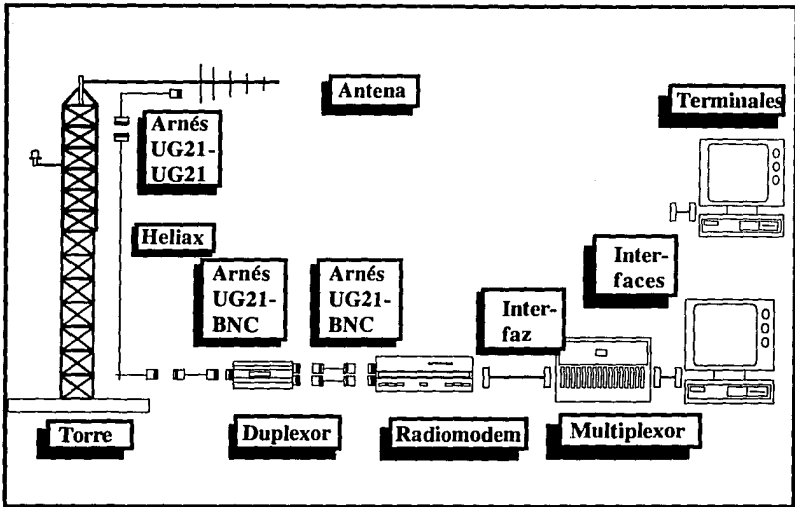 Antena
Terminales
Arnés
UG21-
UG21
Heliax
Arnés
UG21-
BNC
Arnés
UG21-
BNC
Inter-
faz
Inter-
faces
Torre
Duplexor
Radiomodem
Multiplexor